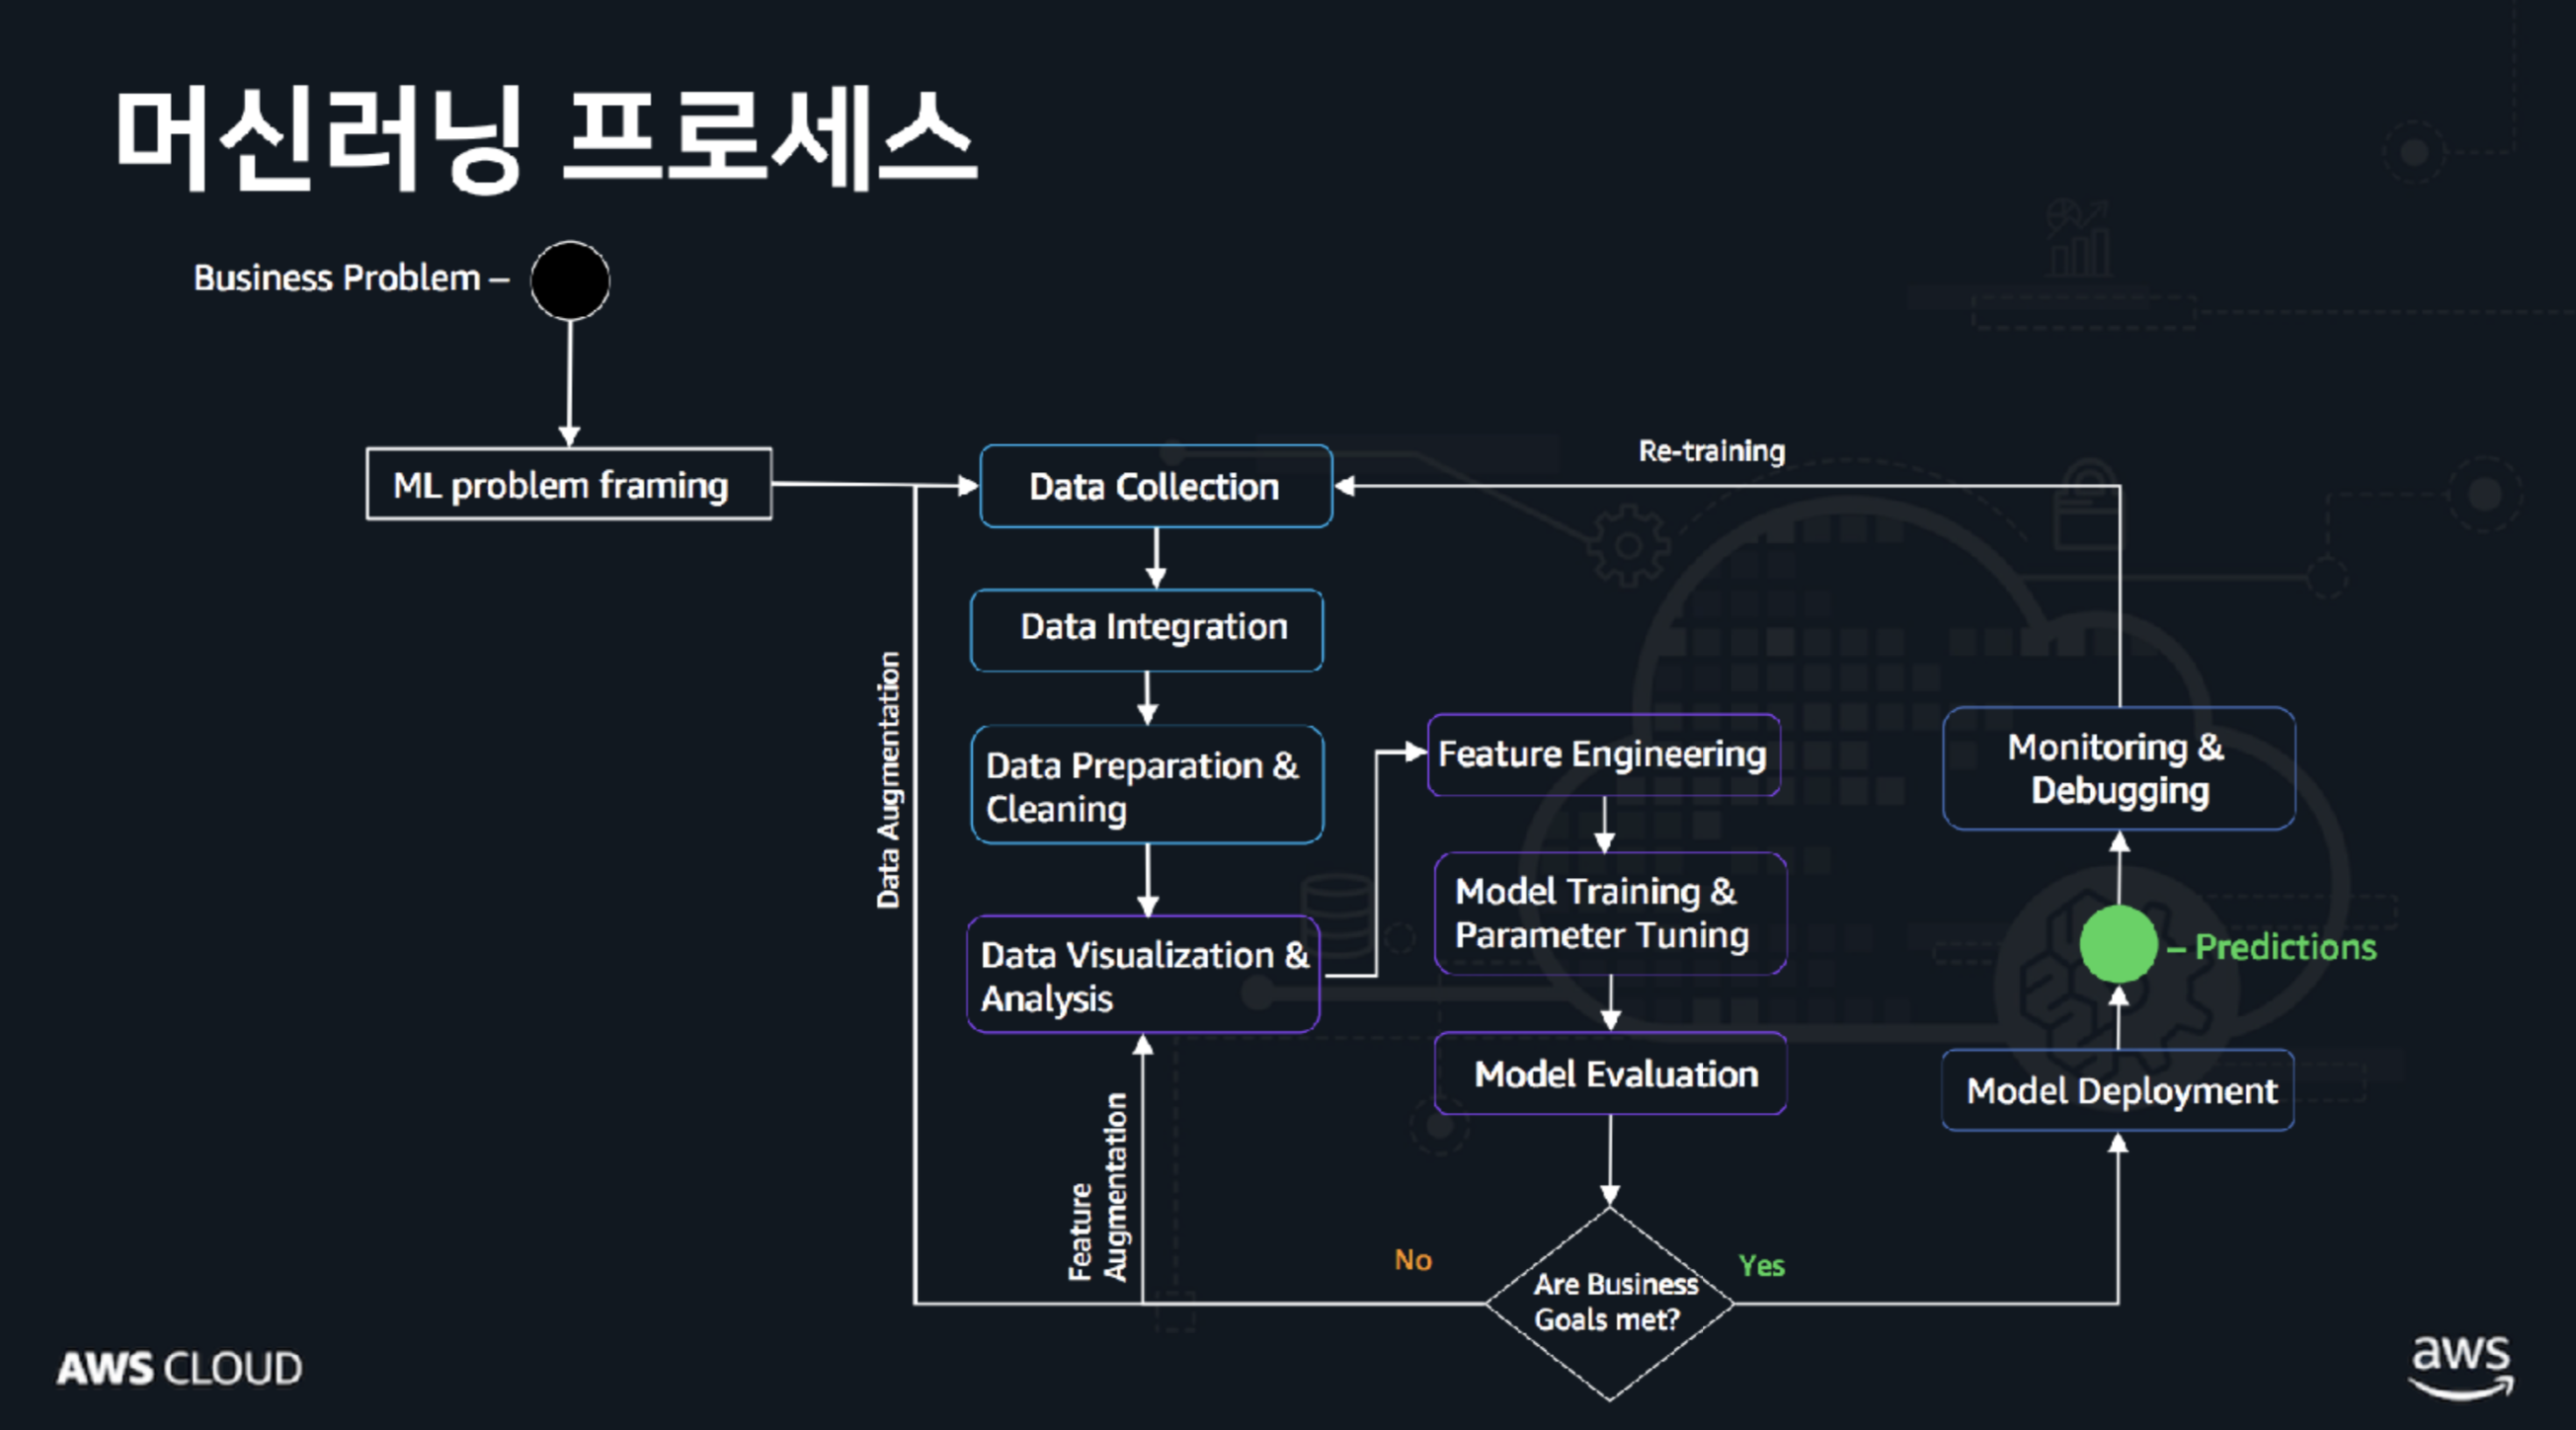 머신러닝 프로세스
Business Problem –
ML problem framing
Data Collection
Re-training
Data Integration
Data Augmentation
Data Preparation &
Cleaning
Data Visualization &
Analysis
Feature
Augmentation
Feature Engineering
Model Training &
Parameter Tuning
Model Evaluation
Are Business
Goals met?
No
Yes
Model Deployment
– Predictions
Monitoring &
Debugging
AWS CLOUD
aws